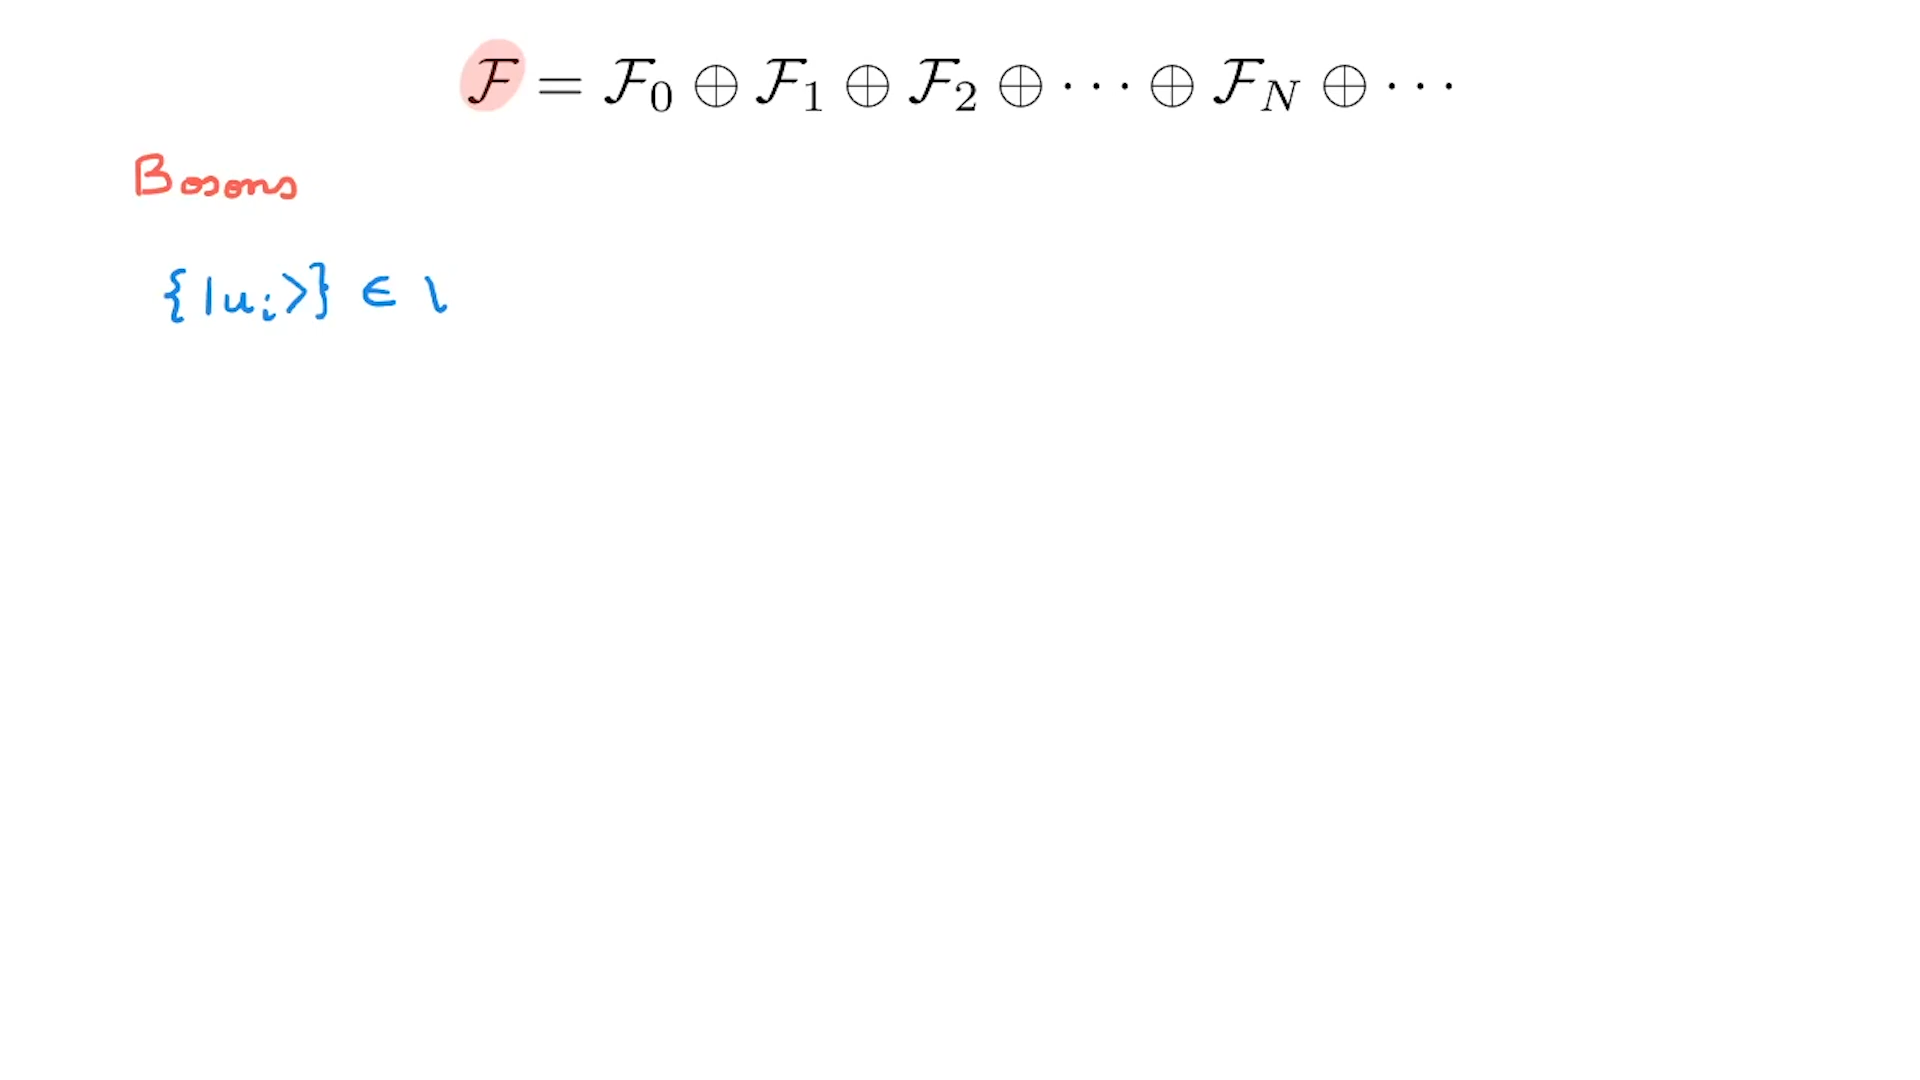 ℱ = ℱ₀ ⊕ ℱ₁ ⊕ ℱ₂ ⊕ ⋯ ⊕ ℱ_N ⊕ ⋯
Bosons
{|uᵢ>} ∈